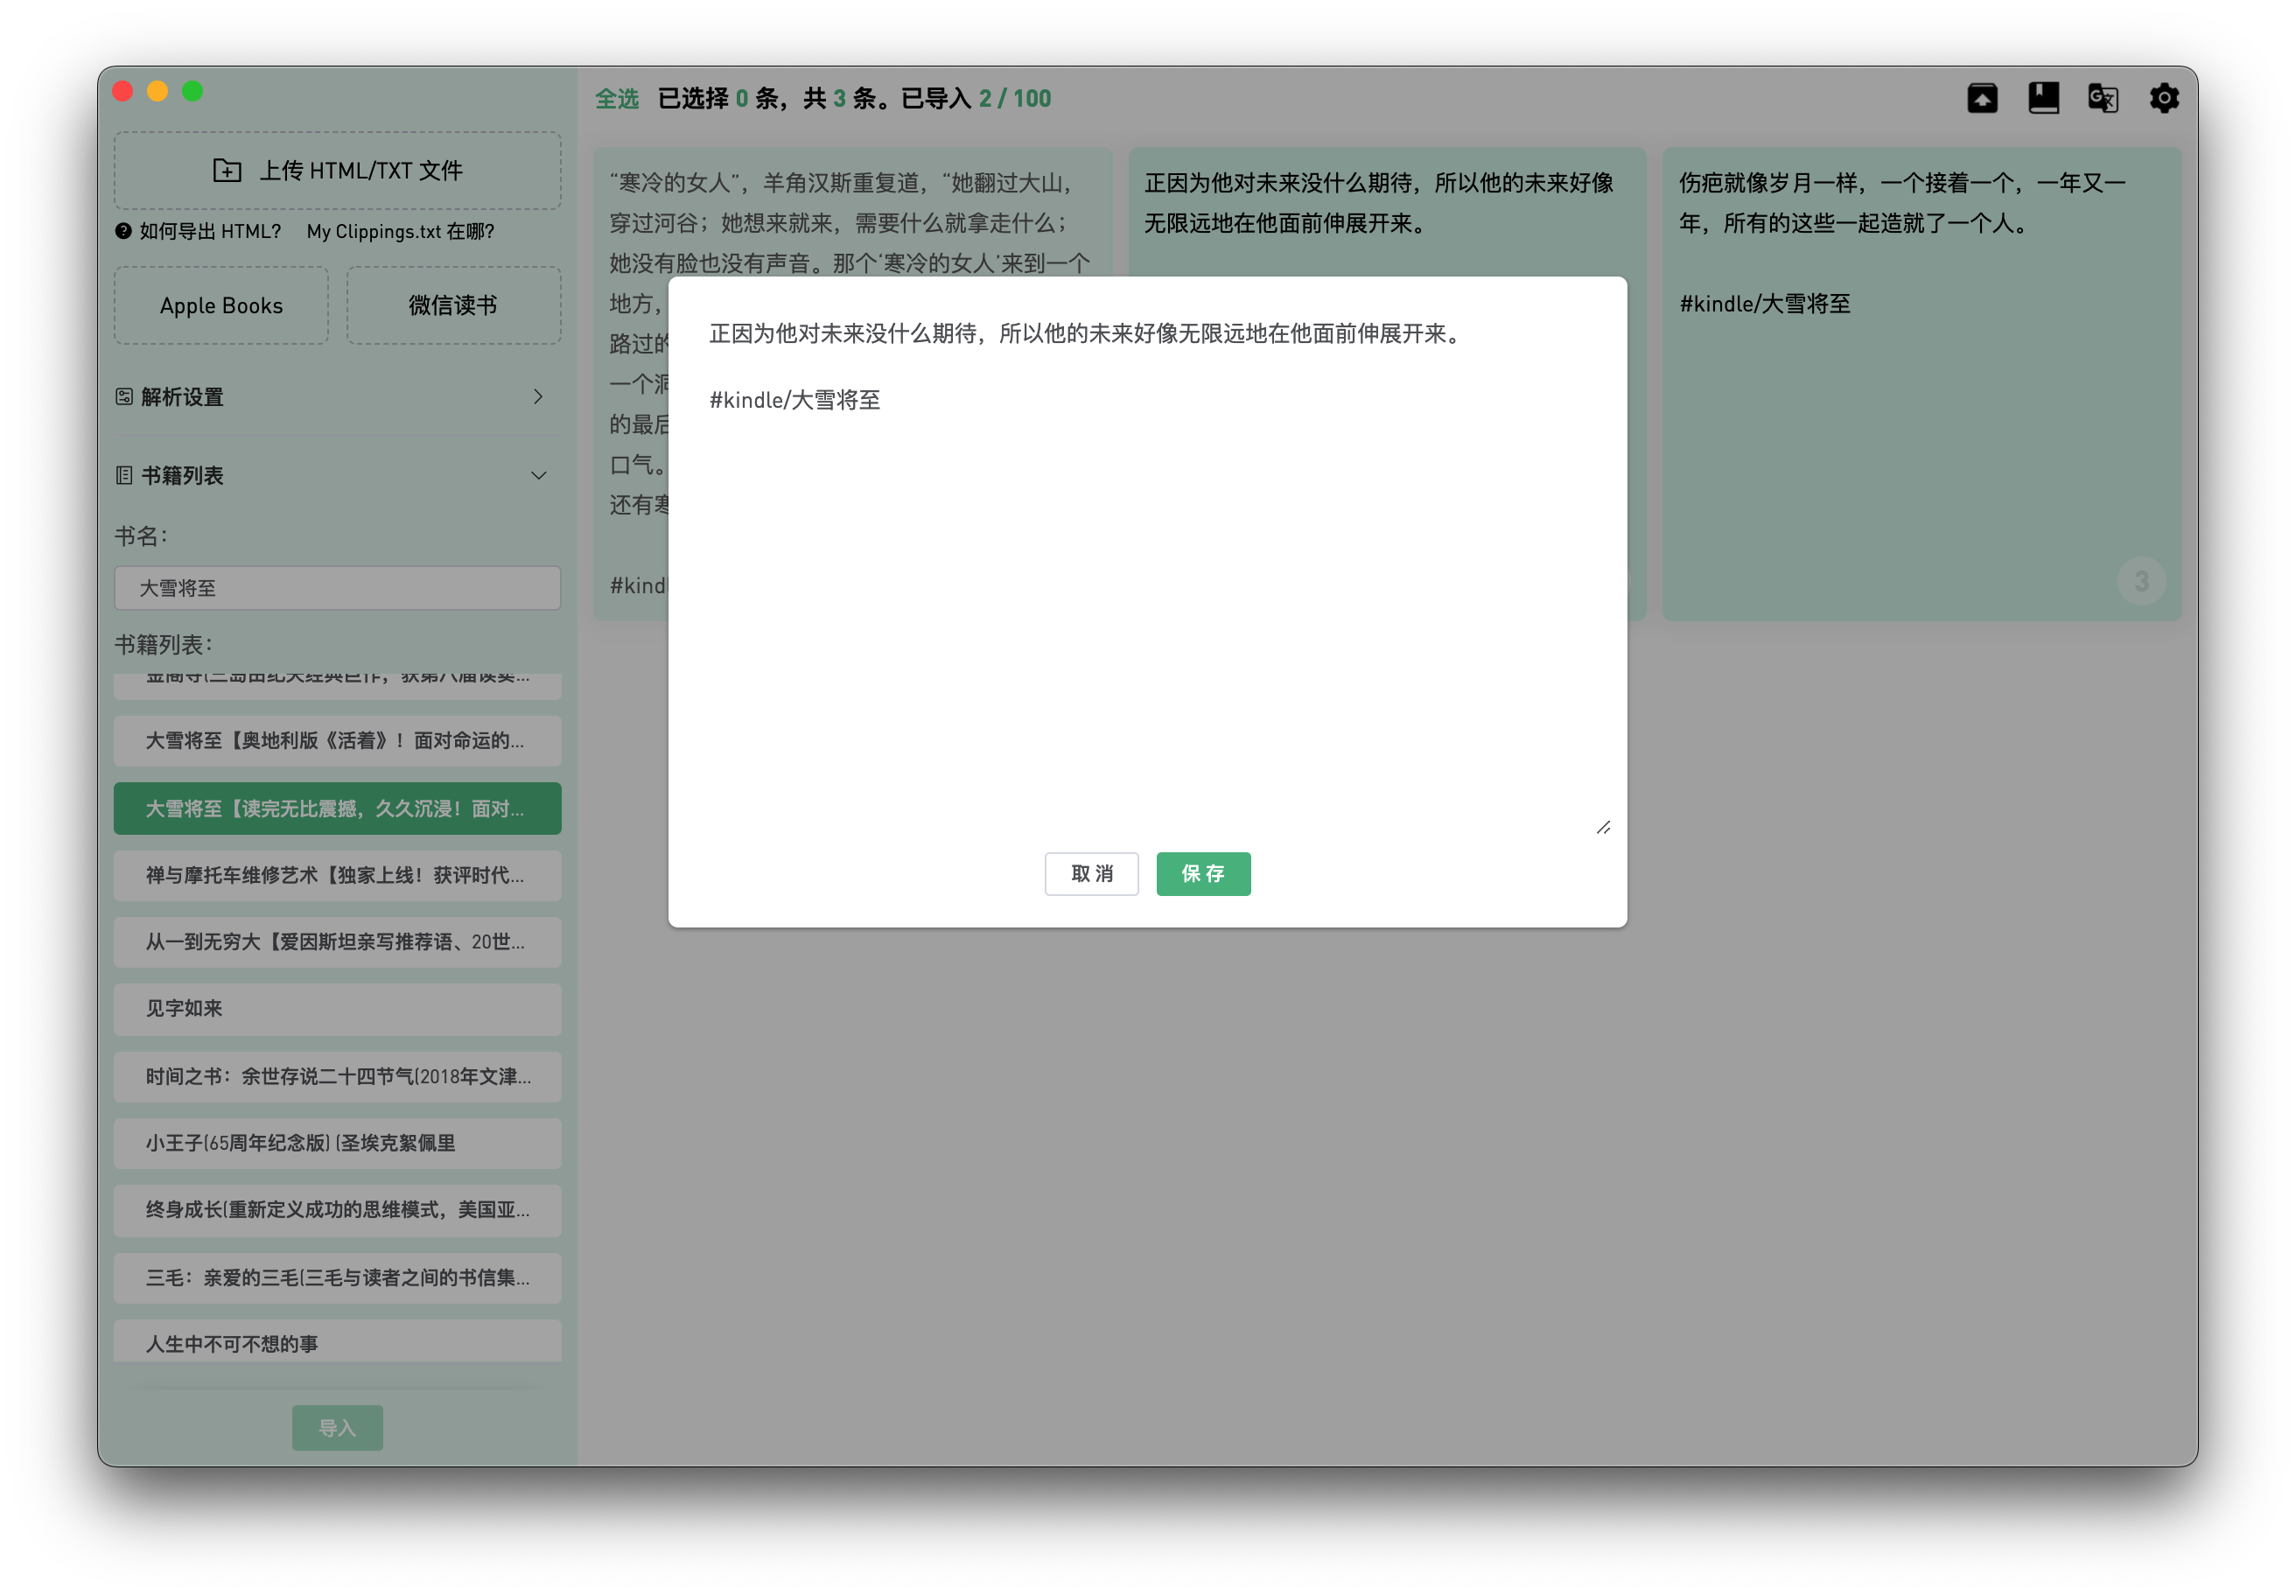 全选 已选择 0 条，共 3 条。已导入 2 / 100
上传 HTML/TXT 文件
如何导出 HTML? My Clippings.txt 在哪?
Apple Books
微信读书
解析设置
书籍列表
书名：
大雪将至
书籍列表：
大雪将至【奥地利版《活着》！面对命运的...
大雪将至【读完无比震撼，久久沉浸！面对...
禅与摩托车维修艺术【独家上线！获评时代...
从一到无穷大【爱因斯坦亲写推荐语、20世...
见字如来
时间之书：余世存说二十四节气(2018年文津...
小王子(65周年纪念版) (圣埃克絮佩里
终身成长(重新定义成功的思维模式，美国亚...
三毛：亲爱的三毛(三毛与读者之间的书信集...
人生中不可不想的事
导入
“寒冷的女人”，羊角汉斯重复道，“她翻过大山，
穿过河谷；她想来就来，需要什么就拿走什么；
她没有脸也没有声音。那个‘寒冷的女人’来到一个
地方，
路过的
一个洞
的最后
口气。
还有寒
#kindl
正因为他对未来没什么期待，所以他的未来好像
无限远地在他面前伸展开来。
伤疤就像岁月一样，一个接着一个，一年又一
年，所有的这些一起造就了一个人。
#kindle/大雪将至
3
正因为他对未来没什么期待，所以他的未来好像无限远地在他面前伸展开来。
#kindle/大雪将至
取 消
保 存